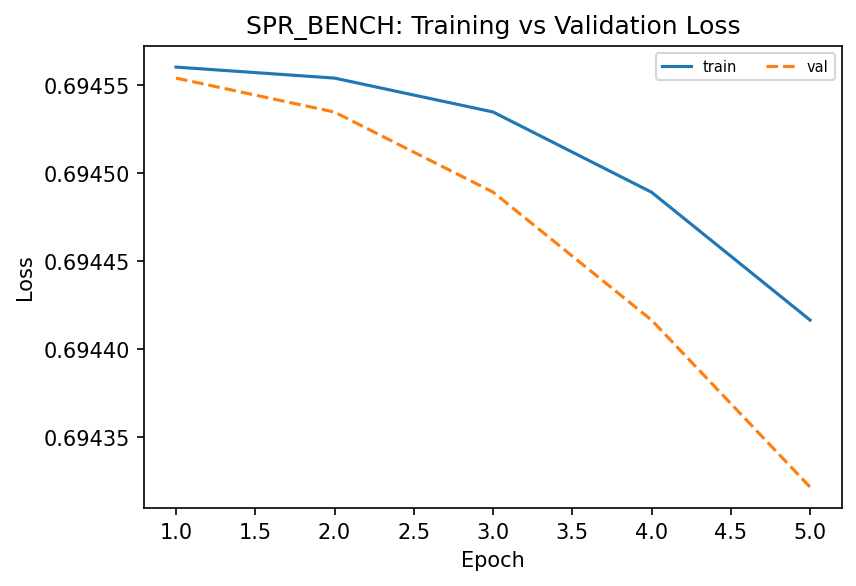 SPR_BENCH: Training vs Validation Loss
train val
0.69455
0.69450
0.69445
0.69440
0.69435
Loss
1.0 1.5 2.0 2.5 3.0 3.5 4.0 4.5 5.0
Epoch